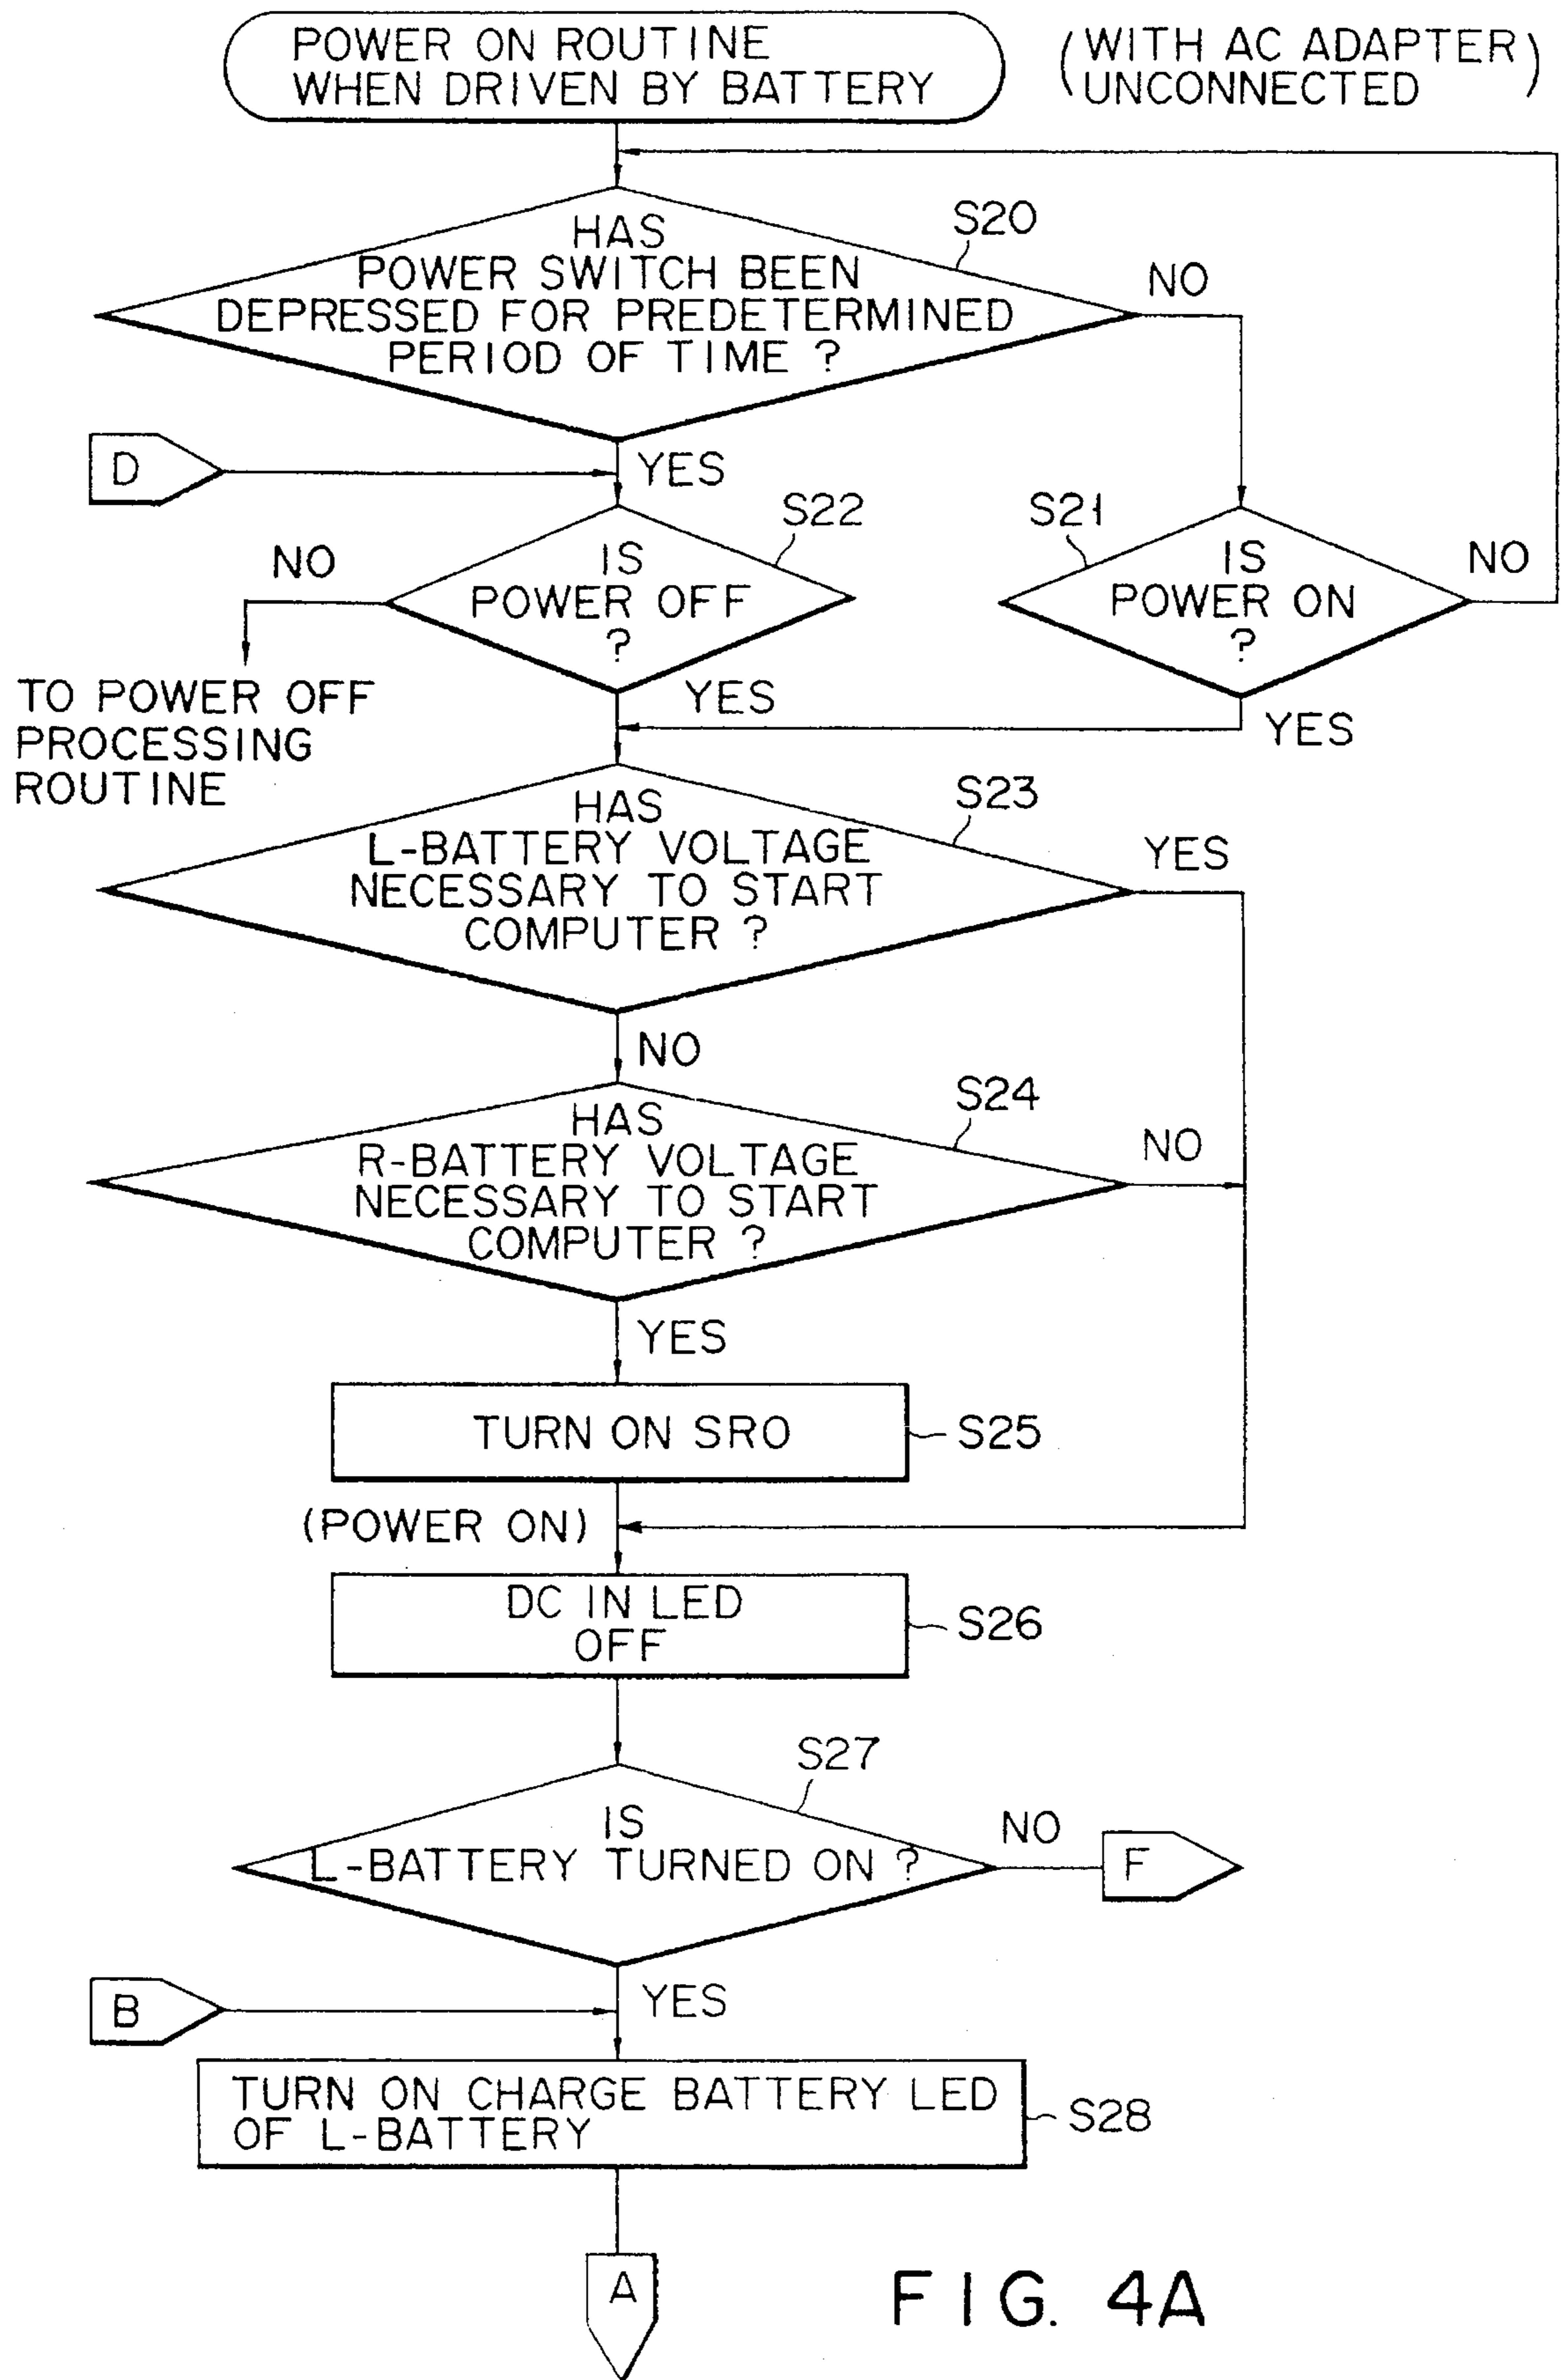 POWER ON ROUTINE
WHEN DRIVEN BY BATTERY
(WITH AC ADAPTER
UNCONNECTED)
S20
HAS
POWER SWITCH BEEN
DEPRESSED FOR PREDETERMINED
PERIOD OF TIME ?
NO
D
YES
S22
S21
NO
IS
POWER OFF
?
IS
POWER ON
?
NO
TO POWER OFF
PROCESSING
ROUTINE
YES
YES
S23
HAS
L-BATTERY VOLTAGE
NECESSARY TO START
COMPUTER ?
YES
NO
S24
HAS
R-BATTERY VOLTAGE
NECESSARY TO START
COMPUTER ?
NO
YES
TURN ON SRO
S25
(POWER ON)
DC IN LED
OFF
S26
S27
IS
L-BATTERY TURNED ON ?
NO
F
B
YES
TURN ON CHARGE BATTERY LED
OF L-BATTERY
S28
A
FIG. 4A